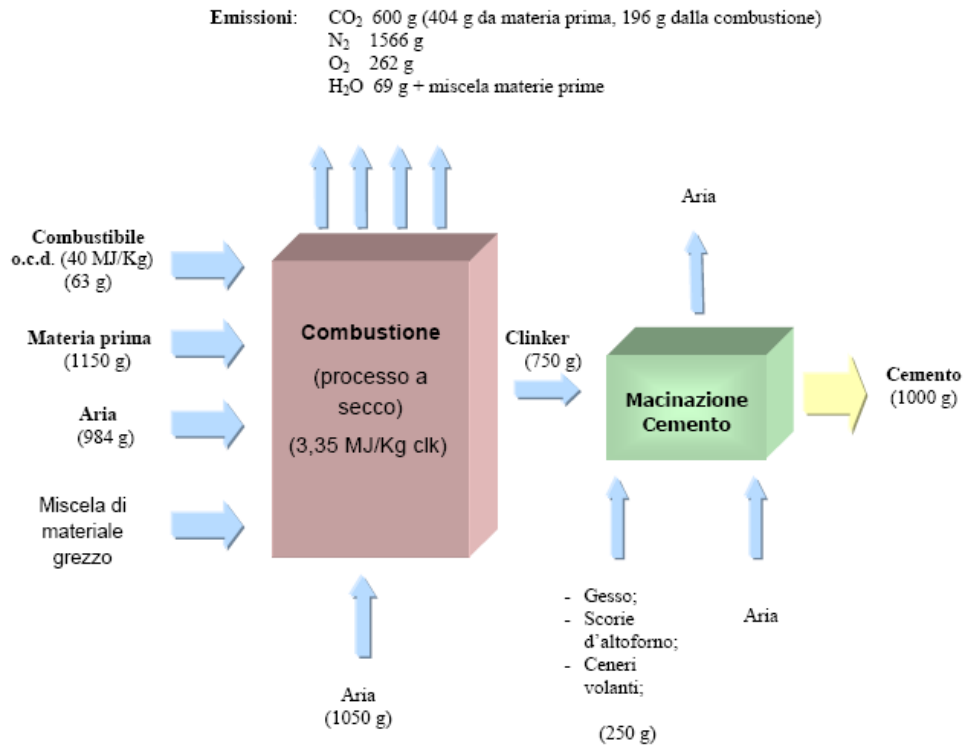 Emissioni: CO2 600 g (404 g da materia prima, 196 g dalla combustione)
N2 1566 g
O2 262 g
H2O 69 g + miscela materie prime
Combustibile
o.c.d. (40 MJ/Kg)
(63 g)
Materia prima
(1150 g)
Aria
(984 g)
Miscela di
materiale
grezzo
Combustione
(processo a
secco)
(3,35 MJ/Kg clk)
Aria
(1050 g)
Clinker
(750 g)
Aria
Macinazione
Cemento
Cemento
(1000 g)
- Gesso;
- Scorie
d'altoforno;
- Ceneri
volanti;
(250 g)
Aria